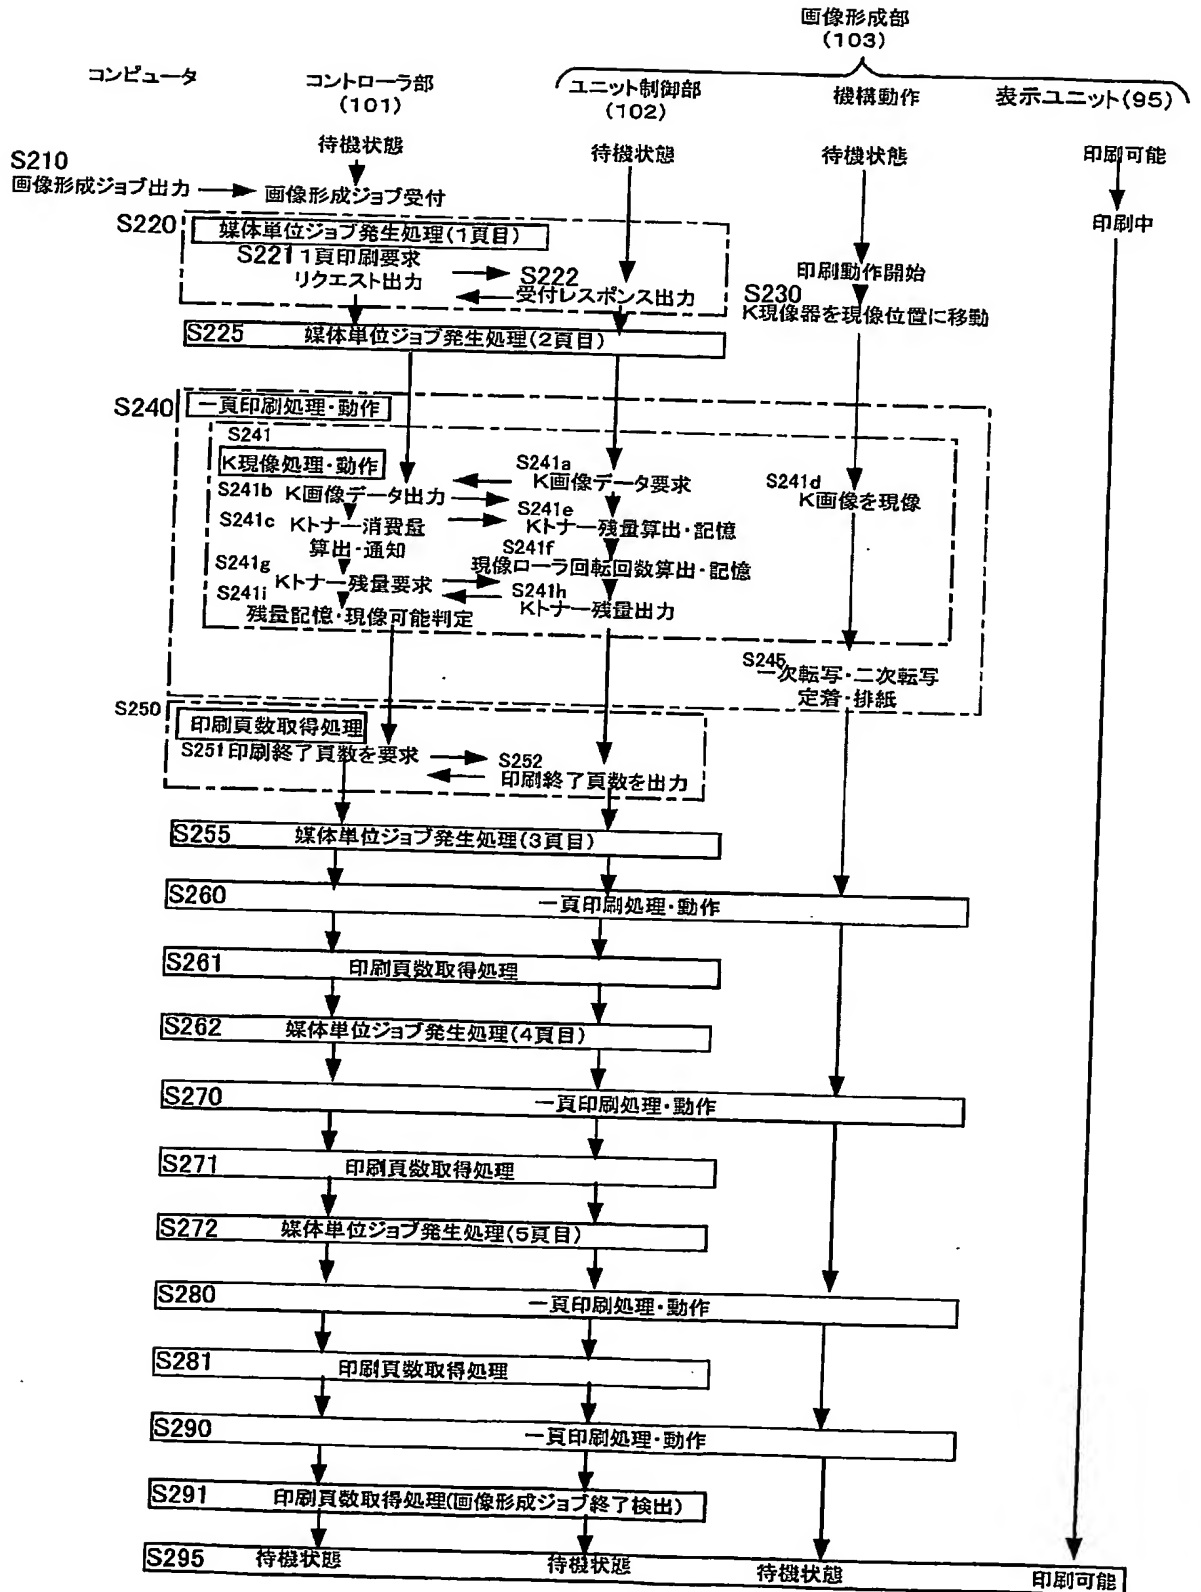 画像形成部
(103)
コンピュータ
コントローラ部
(101)
ユニット制御部
(102)
機構動作
表示ユニット(95)
待機状態
待機状態
待機状態
印刷可能
S210
画像形成ジョブ出力
画像形成ジョブ受付
印刷中
S220
媒体単位ジョブ発生処理(1頁目)
S221 1頁印刷要求
リクエスト出力
S222
受付レスポンス出力
印刷動作開始
S230
K現像器を現像位置に移動
S225 媒体単位ジョブ発生処理(2頁目)
S240
一頁印刷処理・動作
S241
K現像処理・動作
S241a
K画像データ要求
S241b K画像データ出力
S241d
K画像を現像
S241c Kトナー消費量
算出・通知
S241e
Kトナー残量算出・記憶
S241f
現像ローラ回転回数算出・記憶
S241g
Kトナー残量要求
S241h
Kトナー残量出力
S241i
残量記憶・現像可能判定
S245
一次転写・二次転写
定着・排紙
S250
印刷頁数取得処理
S251 印刷終了頁数を要求
S252
印刷終了頁数を出力
S255 媒体単位ジョブ発生処理(3頁目)
S260 一頁印刷処理・動作
S261 印刷頁数取得処理
S262 媒体単位ジョブ発生処理(4頁目)
S270 一頁印刷処理・動作
S271 印刷頁数取得処理
S272 媒体単位ジョブ発生処理(5頁目)
S280 一頁印刷処理・動作
S281 印刷頁数取得処理
S290 一頁印刷処理・動作
S291 印刷頁数取得処理(画像形成ジョブ終了検出)
S295 待機状態 待機状態 待機状態 印刷可能